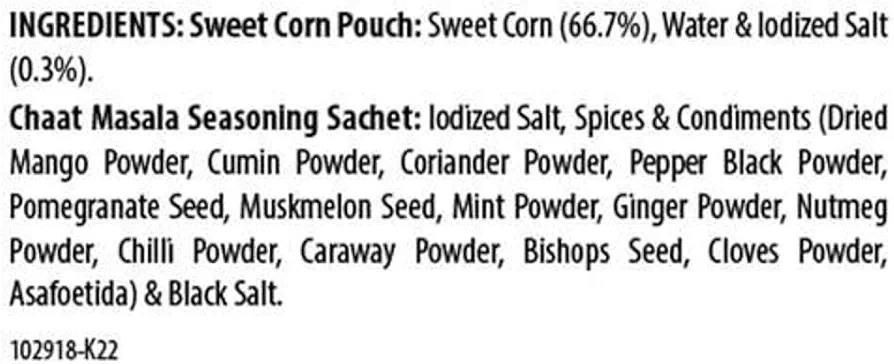 INGREDIENTS: Sweet Corn Pouch: Sweet Corn (66.7%), Water & Iodized Salt
(0.3%).
Chaat Masala Seasoning Sachet: Iodized Salt, Spices & Condiments (Dried
Mango Powder, Cumin Powder, Coriander Powder, Pepper Black Powder,
Pomegranate Seed, Muskmelon Seed, Mint Powder, Ginger Powder, Nutmeg
Powder, Chilli Powder, Caraway Powder, Bishops Seed, Cloves Powder,
Asafoetida) & Black Salt.
102918-K22